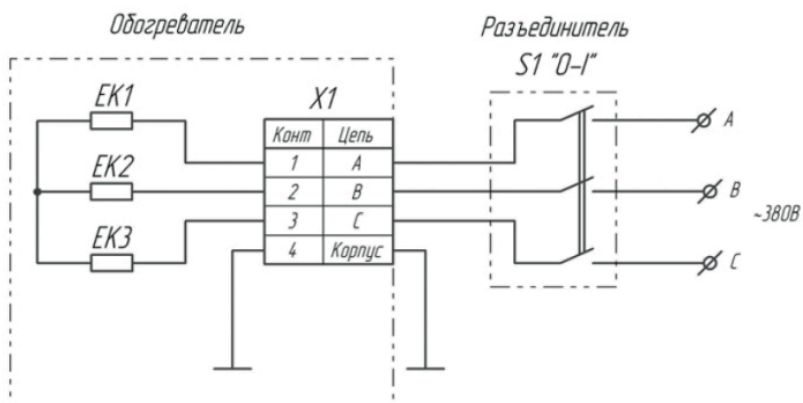 Обогреватель
Разъединитель
S1 "0-I"
EK1
X1
Конт Цепь
1 A
2 B
3 C
4 Корпус
EK2
EK3
A
B
~380В
C